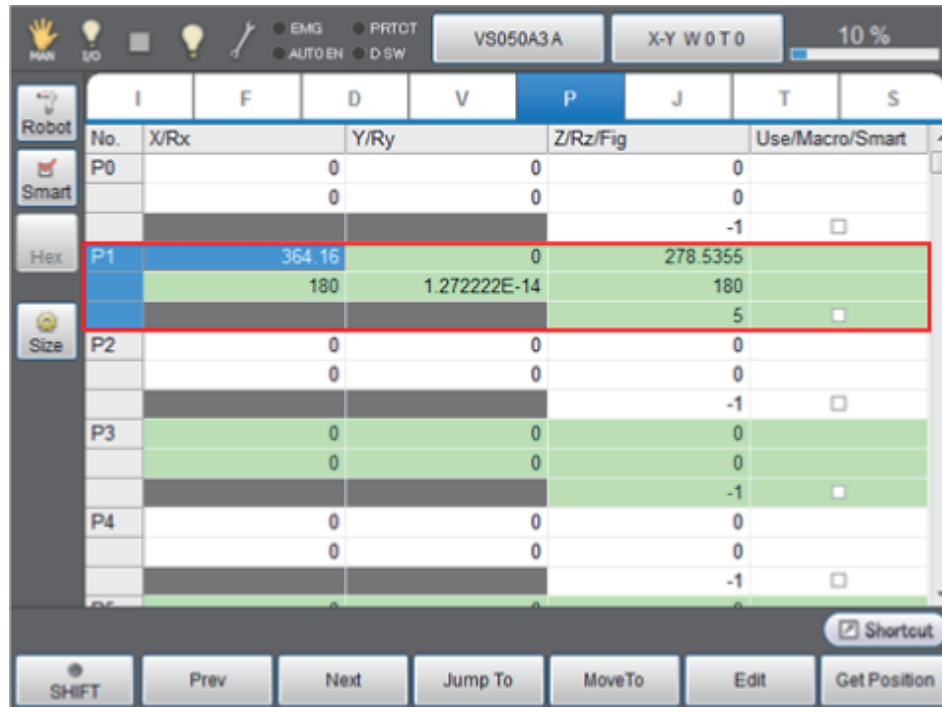 EMG PRTCT
MAN I/O AUTO EN D SW VS050A3 A X-Y W 0 T 0 10 %
I F D V P J T S
Robot
No. X/Rx Y/Ry Z/Rz/Fig Use/Macro/Smart
P0 0 0 0
Smart 0 0 0
-1
Hex P1 364.16 0 278.5355
180 1.272222E-14 180
5
Size P2 0 0 0
0 0 0
-1
P3 0 0 0
0 0 0
-1
P4 0 0 0
0 0 0
-1
Shortcut
SHIFT Prev Next Jump To MoveTo Edit Get Position